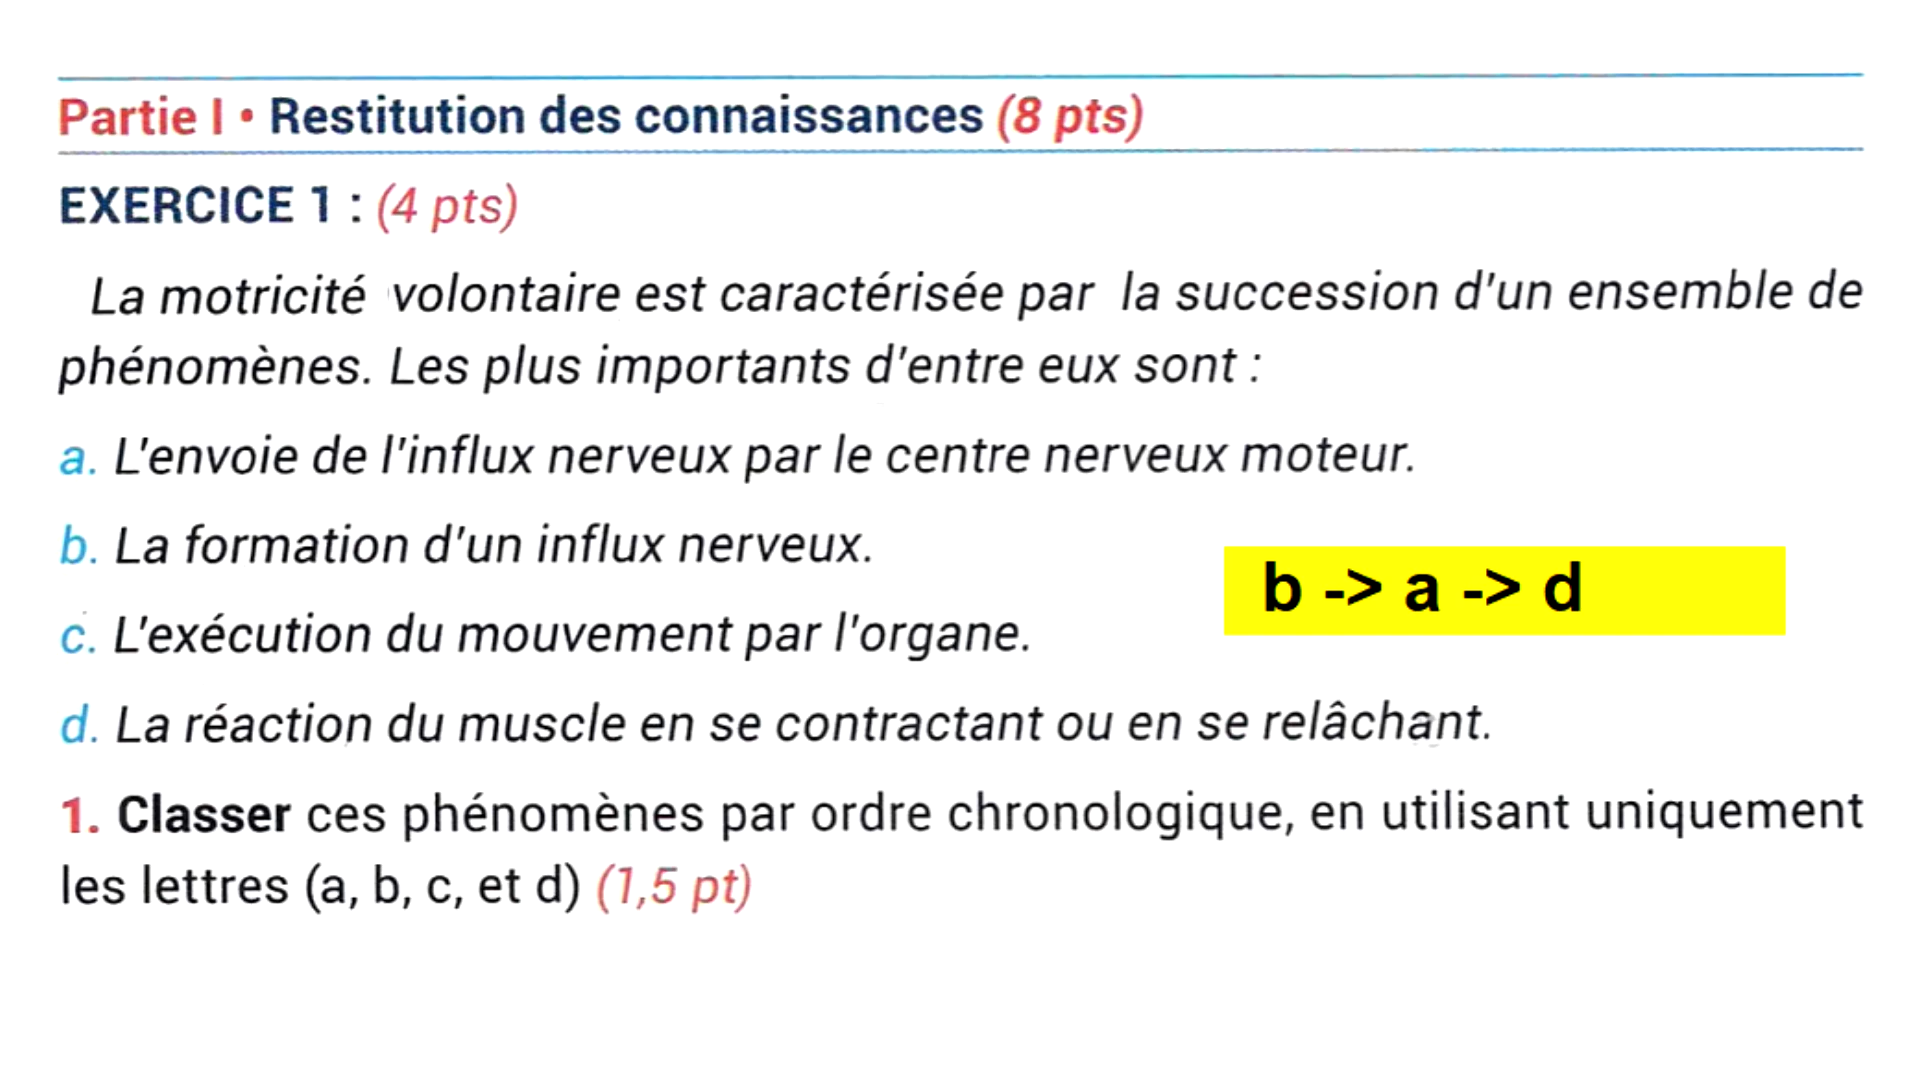 Partie I • Restitution des connaissances (8 pts)
EXERCICE 1 : (4 pts)
La motricité volontaire est caractérisée par la succession d'un ensemble de
phénomènes. Les plus importants d'entre eux sont :
a. L'envoie de l'influx nerveux par le centre nerveux moteur.
b. La formation d'un influx nerveux.
b -> a -> d
c. L'exécution du mouvement par l'organe.
d. La réaction du muscle en se contractant ou en se relâchant.
1. Classer ces phénomènes par ordre chronologique, en utilisant uniquement
les lettres (a, b, c, et d) (1,5 pt)